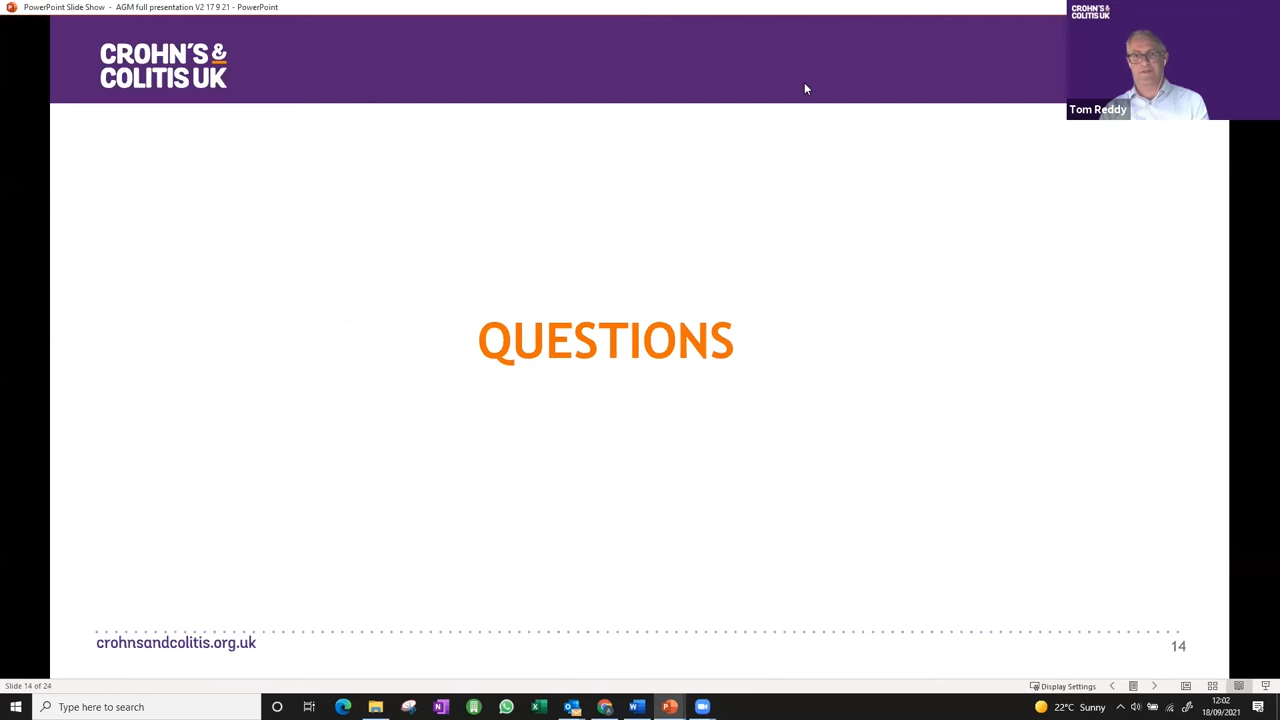 PowerPoint Slide Show - AGM full presentation V2 17 9 21 - PowerPoint
CROHN'S &
COLITIS UK
CROHN'S &
COLITIS UK
Tom Reddy
QUESTIONS
crohnsandcolitis.org.uk
14
Slide 14 of 24
Display Settings
Type here to search
22°C Sunny
12:02
18/09/2021